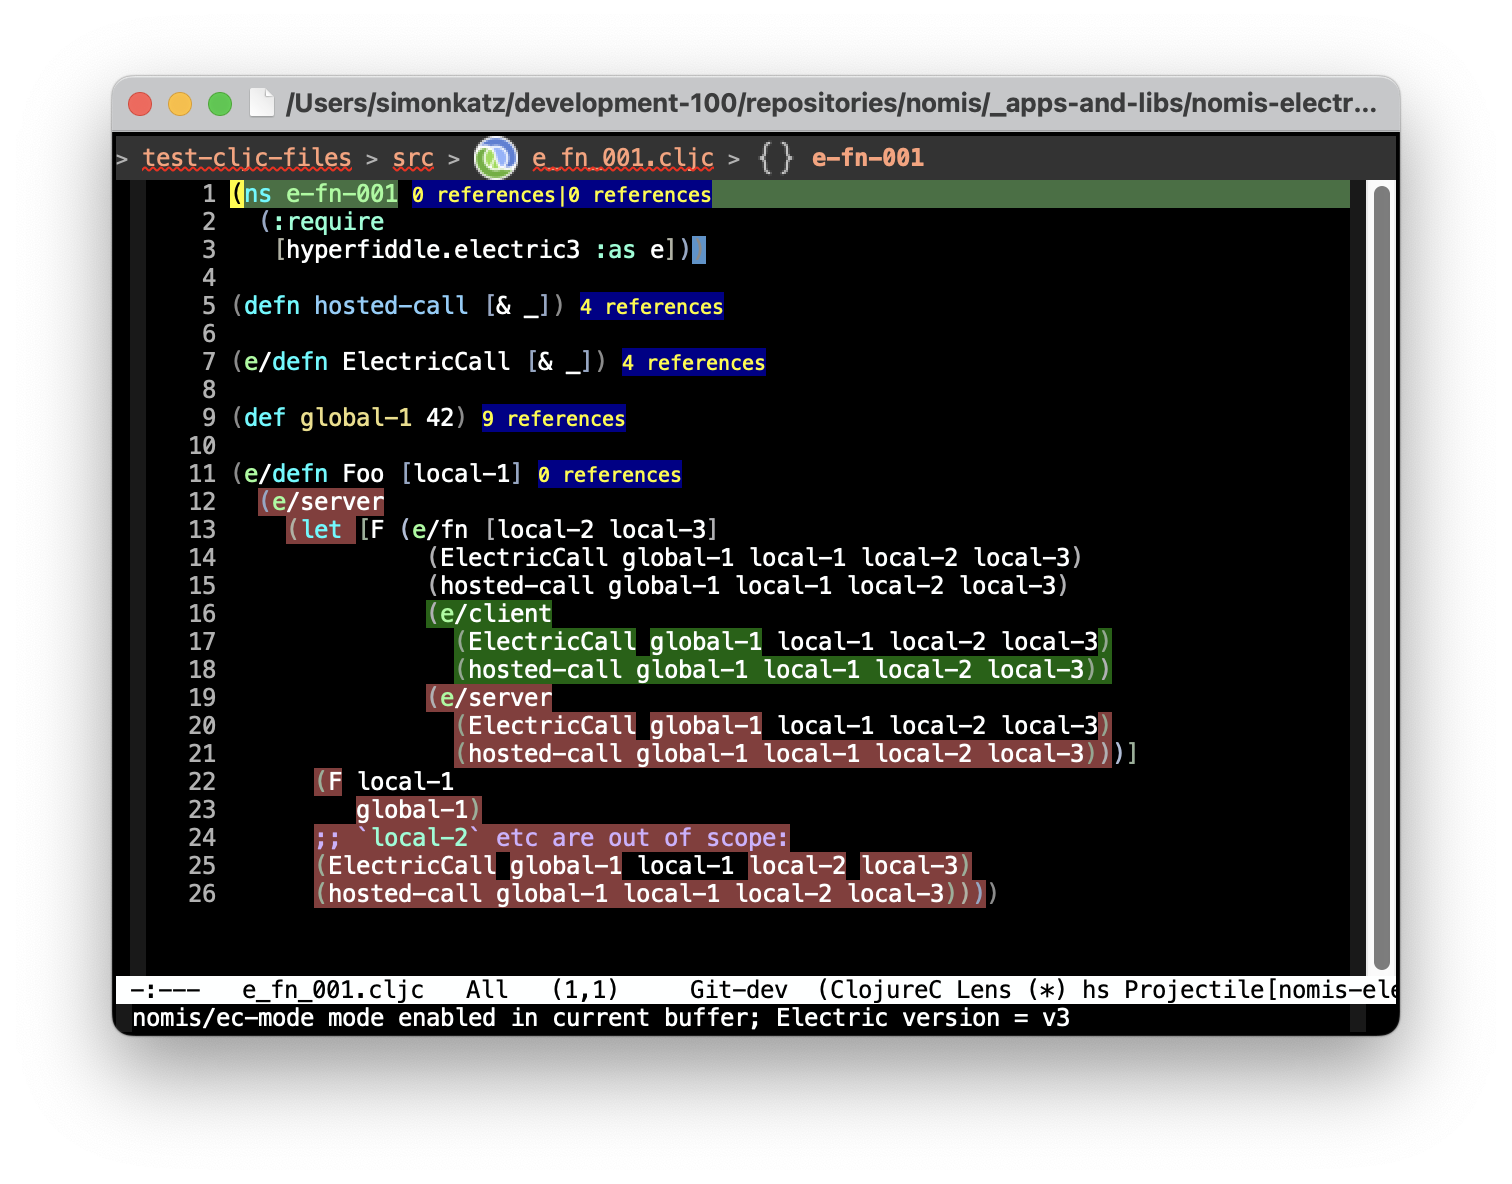 /Users/simonkatz/development-100/repositories/nomis/_apps-and-libs/nomis-electr...
> test-cljc-files > src > e_fn_001.cljc > {} e-fn-001
1 (ns e-fn-001 0 references|0 references
2   (:require
3    [hyperfiddle.electric3 :as e]))
4
5 (defn hosted-call [& _]) 4 references
6
7 (e/defn ElectricCall [& _]) 4 references
8
9 (def global-1 42) 9 references
10
11 (e/defn Foo [local-1] 0 references
12   (e/server
13     (let [F (e/fn [local-2 local-3]
14               (ElectricCall global-1 local-1 local-2 local-3)
15               (hosted-call global-1 local-1 local-2 local-3)
16               (e/client
17                 (ElectricCall global-1 local-1 local-2 local-3)
18                 (hosted-call global-1 local-1 local-2 local-3))
19               (e/server
20                 (ElectricCall global-1 local-1 local-2 local-3)
21                 (hosted-call global-1 local-1 local-2 local-3)))]
22       (F local-1
23          global-1)
24       ;; `local-2` etc are out of scope:
25       (ElectricCall global-1 local-1 local-2 local-3)
26       (hosted-call global-1 local-1 local-2 local-3))))
-:--- e_fn_001.cljc All (1,1) Git-dev (ClojureC Lens (*) hs Projectile[nomis-ele
nomis/ec-mode mode enabled in current buffer; Electric version = v3